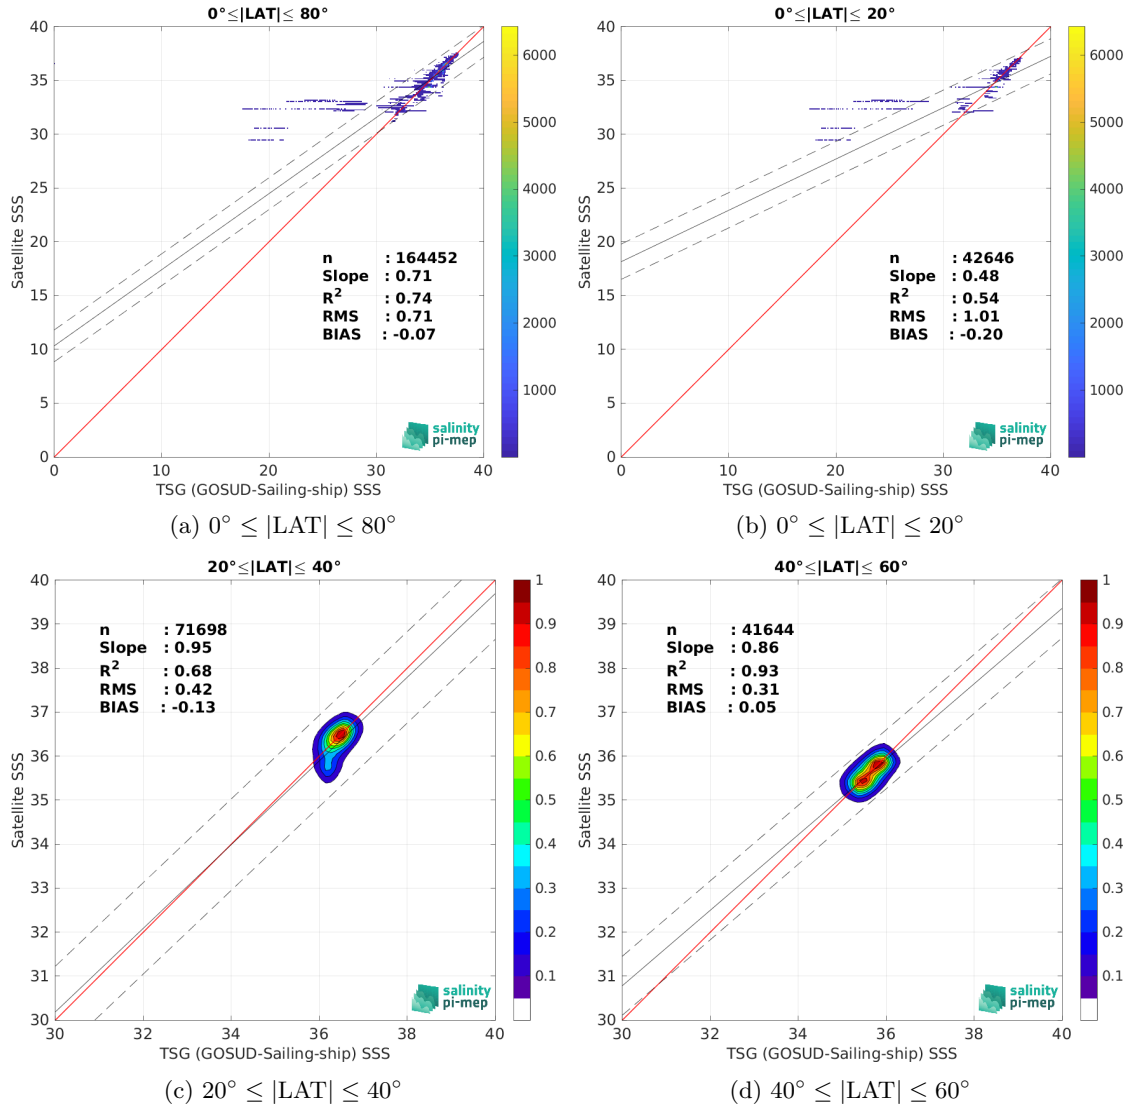 0°≤|LAT|≤ 80°
Satellite SSS
40
35
30
25
20
15
10
5
0
0
10
20
30
40
TSG (GOSUD-Sailing-ship) SSS
n : 164452
Slope : 0.71
R² : 0.74
RMS : 0.71
BIAS : -0.07
salinity
pi-mep
6000
5000
4000
3000
2000
1000
(a) 0° ≤ |LAT| ≤ 80°
0°≤|LAT|≤ 20°
Satellite SSS
40
35
30
25
20
15
10
5
0
0
10
20
30
40
TSG (GOSUD-Sailing-ship) SSS
n : 42646
Slope : 0.48
R² : 0.54
RMS : 1.01
BIAS : -0.20
salinity
pi-mep
6000
5000
4000
3000
2000
1000
(b) 0° ≤ |LAT| ≤ 20°
20°≤|LAT|≤ 40°
Satellite SSS
40
39
38
37
36
35
34
33
32
31
30
30
32
34
36
38
40
TSG (GOSUD-Sailing-ship) SSS
n : 71698
Slope : 0.95
R² : 0.68
RMS : 0.42
BIAS : -0.13
salinity
pi-mep
1
0.9
0.8
0.7
0.6
0.5
0.4
0.3
0.2
0.1
(c) 20° ≤ |LAT| ≤ 40°
40°≤|LAT|≤ 60°
Satellite SSS
40
39
38
37
36
35
34
33
32
31
30
30
32
34
36
38
40
TSG (GOSUD-Sailing-ship) SSS
n : 41644
Slope : 0.86
R² : 0.93
RMS : 0.31
BIAS : 0.05
salinity
pi-mep
1
0.9
0.8
0.7
0.6
0.5
0.4
0.3
0.2
0.1
(d) 40° ≤ |LAT| ≤ 60°